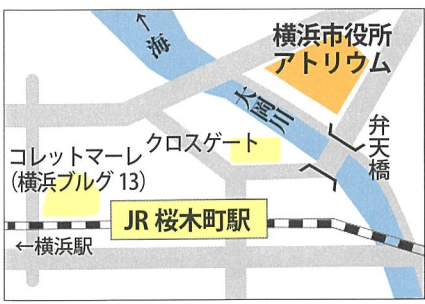 ↑
海
横浜市役所
アトリウム
大岡川
弁天橋
クロスゲート
コレットマーレ
(横浜ブルグ13)
JR 桜木町駅
←横浜駅